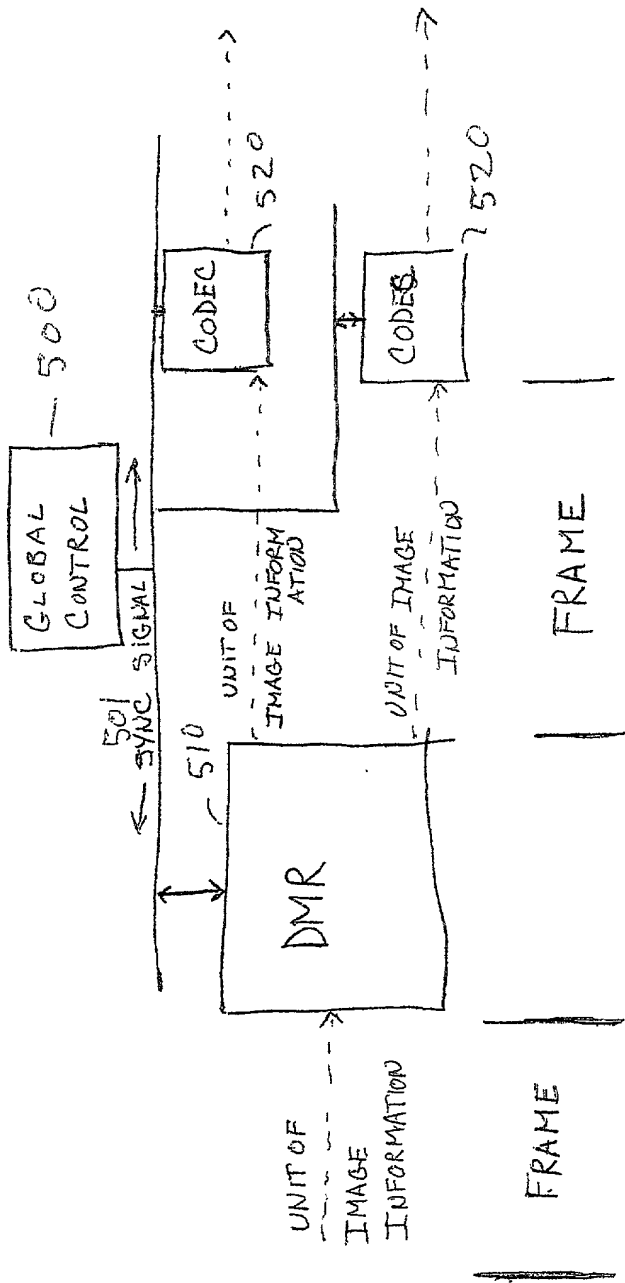 GLOBAL
CONTROL
500
501
SYNC SIGNAL
510
DMR
UNIT OF
IMAGE
INFORMATION
UNIT OF
IMAGE INFORM
ATION
CODEC
520
UNIT OF IMAGE
INFORMATION
CODEC
520
FRAME
FRAME